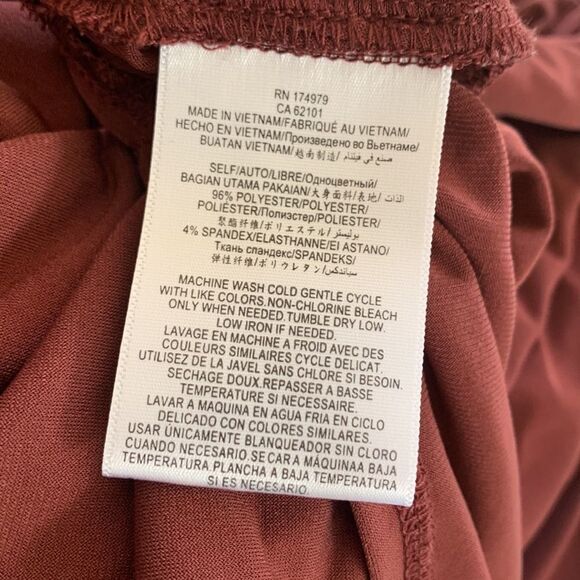 RN 174979
CA 62101
MADE IN VIETNAM/FABRIQUÉ AU VIETNAM/
HECHO EN VIETNAM/Произведено во Вьетнаме/
BUATAN VIETNAM/越南制造/ صنع في فيتنام
SELF/AUTO/LIBRE/Одноцветный/
BAGIAN UTAMA PAKAIAN/大身面料/表地/ الذات
96% POLYESTER/POLYESTER/
POLIÉSTER/Полиэстер/POLIESTER/
聚酯纤维/ポリエステル/ بوليستر
4% SPANDEX/ELASTHANNE/El ASTANO/
Ткань спандекс/SPANDEKS/
弹性纤维/ポリウレタン/ سباندكس
MACHINE WASH COLD GENTLE CYCLE
WITH LIKE COLORS.NON-CHLORINE BLEACH
ONLY WHEN NEEDED.TUMBLE DRY LOW.
LOW IRON IF NEEDED.
LAVAGE EN MACHINE A FROID AVEC DES
COULEURS SIMILAIRES CYCLE DELICAT.
UTILISEZ DE LA JAVEL SANS CHLORE SI BESOIN.
SECHAGE DOUX.REPASSER A BASSE
TEMPERATURE SI NECESSAIRE.
LAVAR A MAQUINA EN AGUA FRIA EN CICLO
DELICADO CON COLORES SIMILARES.
USAR ÚNICAMENTE BLANQUEADOR SIN CLORO
CUANDO NECESARIO.SECAR A MÁQUINAA BAJA
TEMPERATURA PLANCHA A BAJA TEMPERATURA
SI ES NECESARIO.